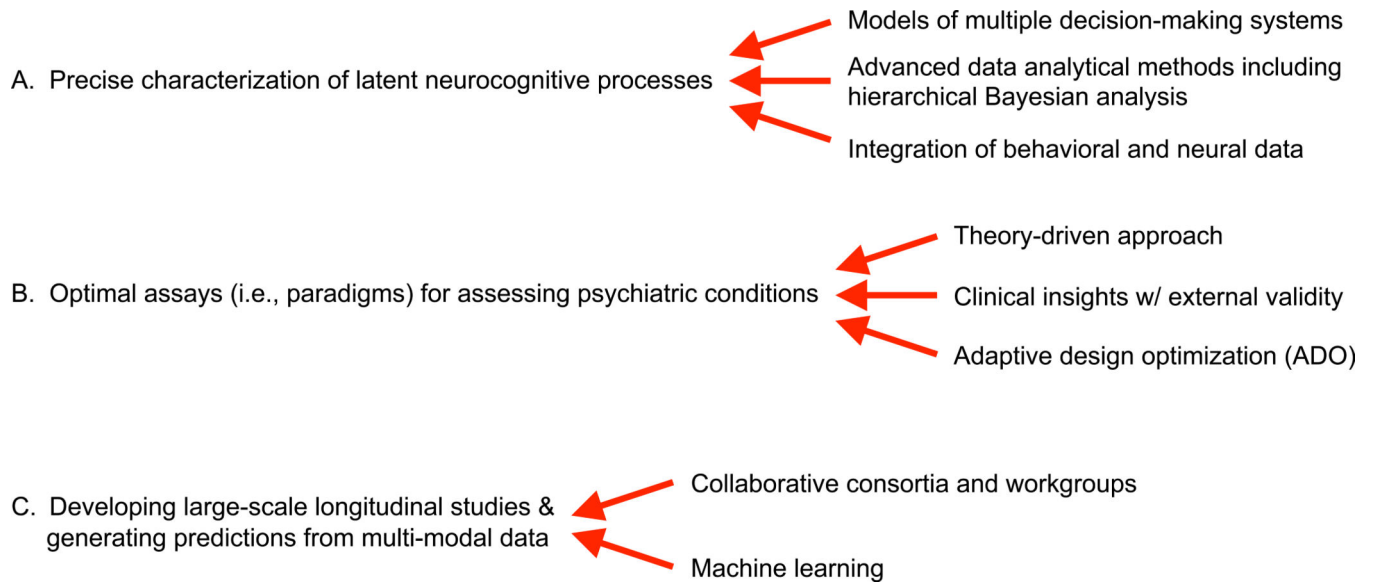 Models of multiple decision-making systems
A. Precise characterization of latent neurocognitive processes
Advanced data analytical methods including
hierarchical Bayesian analysis
Integration of behavioral and neural data
Theory-driven approach
B. Optimal assays (i.e., paradigms) for assessing psychiatric conditions
Clinical insights w/ external validity
Adaptive design optimization (ADO)
C. Developing large-scale longitudinal studies &
generating predictions from multi-modal data
Collaborative consortia and workgroups
Machine learning